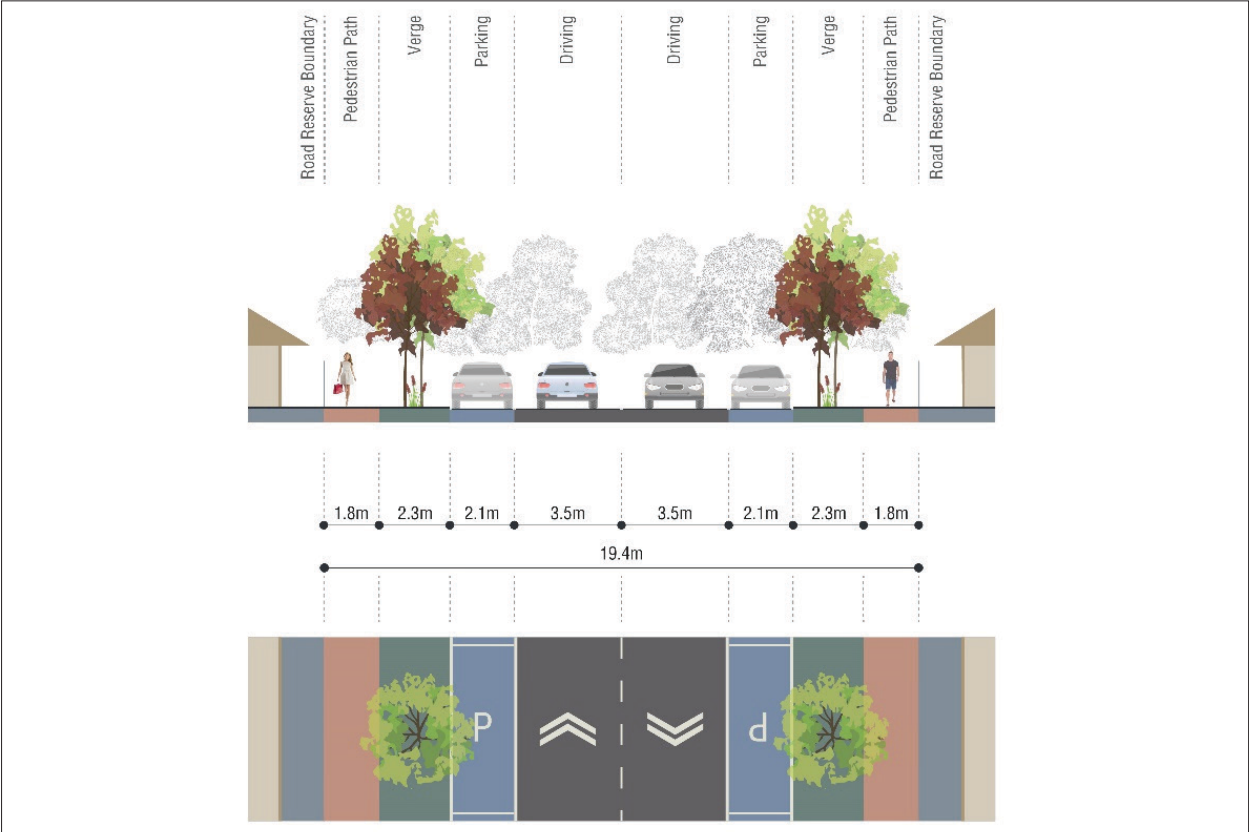 Road Reserve Boundary
Pedestrian Path
Verge
Parking
Driving
Driving
Parking
Verge
Pedestrian Path
Road Reserve Boundary
1.8m 2.3m 2.1m 3.5m 3.5m 2.1m 2.3m 1.8m
19.4m
P P